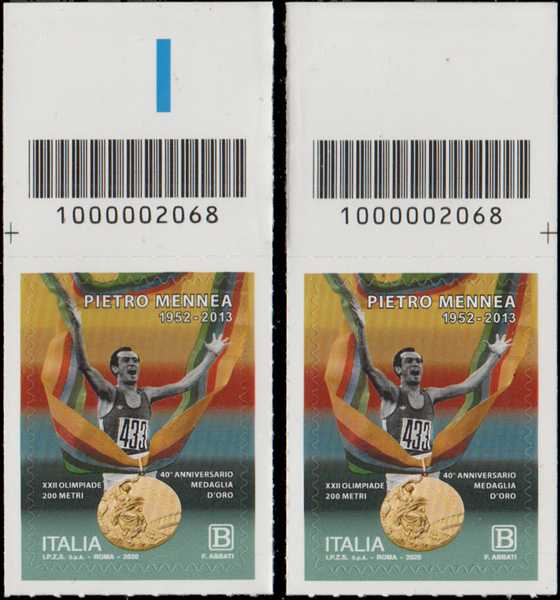 1000002068
PIETRO MENNEA
1952-2013
433
XXII OLIMPIADE
200 METRI
40° ANNIVERSARIO
MEDAGLIA
D'ORO
ITALIA
B
I.P.Z.S. S.p.A. - ROMA - 2020
F. ABBATI
1000002068
PIETRO MENNEA
1952-2013
433
XXII OLIMPIADE
200 METRI
40° ANNIVERSARIO
MEDAGLIA
D'ORO
ITALIA
B
I.P.Z.S. S.p.A. - ROMA - 2020
F. ABBATI